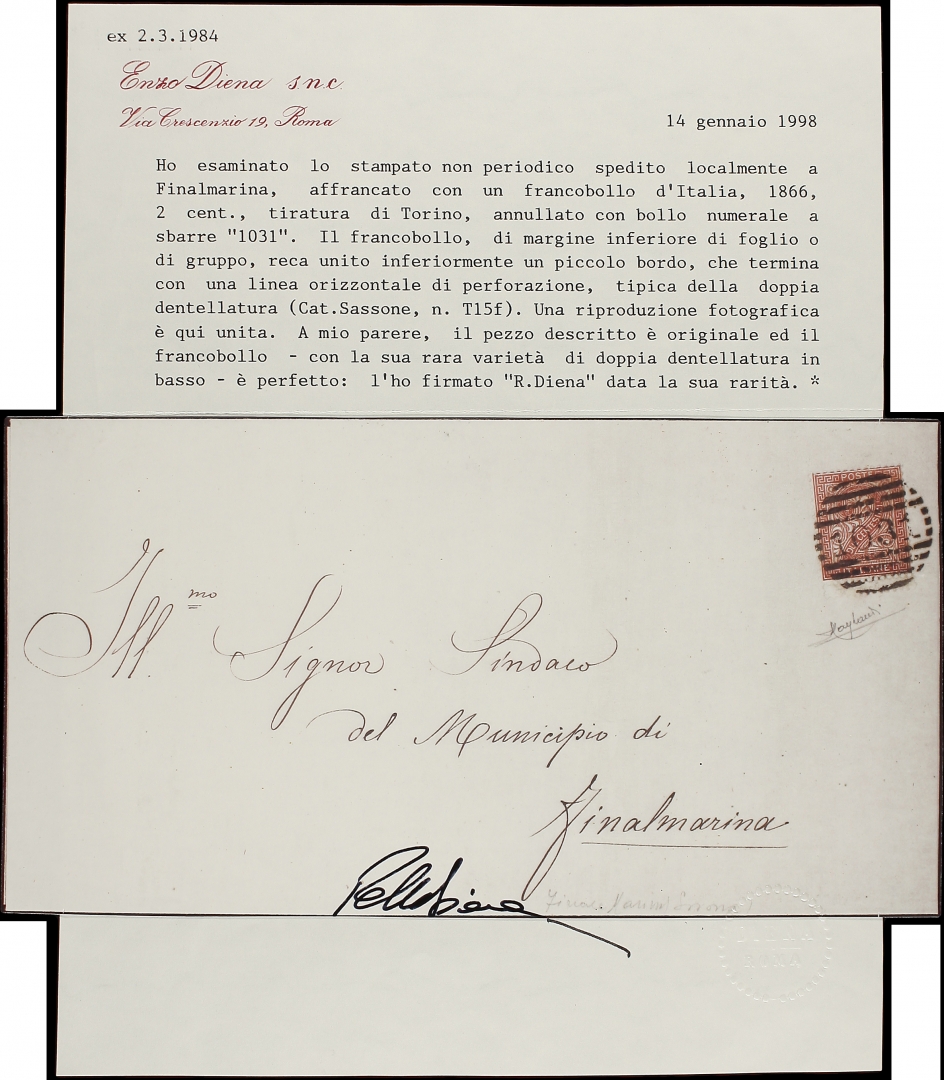 ex 2.3.1984
Enzo Diena s.n.c.
Via Crescenzio 19, Roma
14 gennaio 1998
Ho esaminato lo stampato non periodico spedito localmente a
Finalmarina, affrancato con un francobollo d'Italia, 1866,
2 cent., tiratura di Torino, annullato con bollo numerale a
sbarre "1031". Il francobollo, di margine inferiore di foglio o
di gruppo, reca unito inferiormente un piccolo bordo, che termina
con una linea orizzontale di perforazione, tipica della doppia
dentellatura (Cat.Sassone, n. T15f). Una riproduzione fotografica
è qui unita. A mio parere, il pezzo descritto è originale ed il
francobollo - con la sua rara varietà di doppia dentellatura in
basso - è perfetto: l'ho firmato "R.Diena" data la sua rarità. *
POSTE
Ill.mo Signor Sindaco
del Municipio di
Finalmarina
DIENA
ROMA